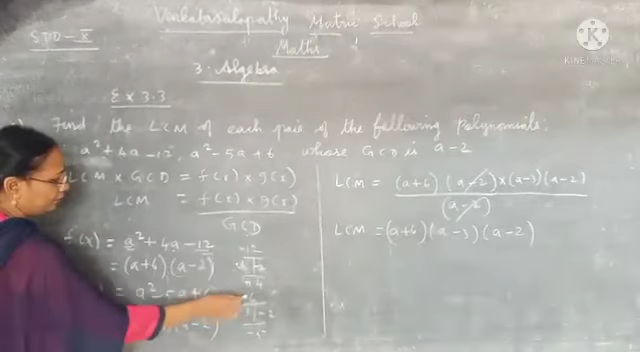 Venkatasalapathy Matric School
STD - X
Maths
3. Algebra
Ex 3.3
Find the LCM of each pair of the following polynomials.
a² + 4a - 12, a² - 5a + 6 whose GCD is a - 2
LCM × GCD = f(x) × g(x)
LCM = f(x) × g(x)
GCD
f(x) = a² + 4a - 12
= (a+6)(a-2)
= a² - 5a + 6
LCM = (a+6)(a-2)×(a-3)(a-2)
(a-2)
LCM = (a+6)(a-3)(a-2)
-12
KINEMASTER